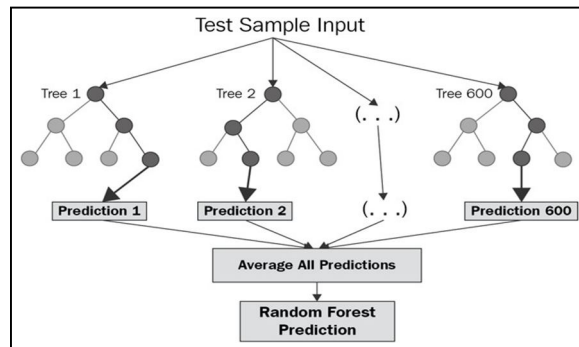 Test Sample Input
Tree 1
Tree 2
(. . .)
Tree 600
Prediction 1
Prediction 2
(. . .)
Prediction 600
Average All Predictions
Random Forest
Prediction